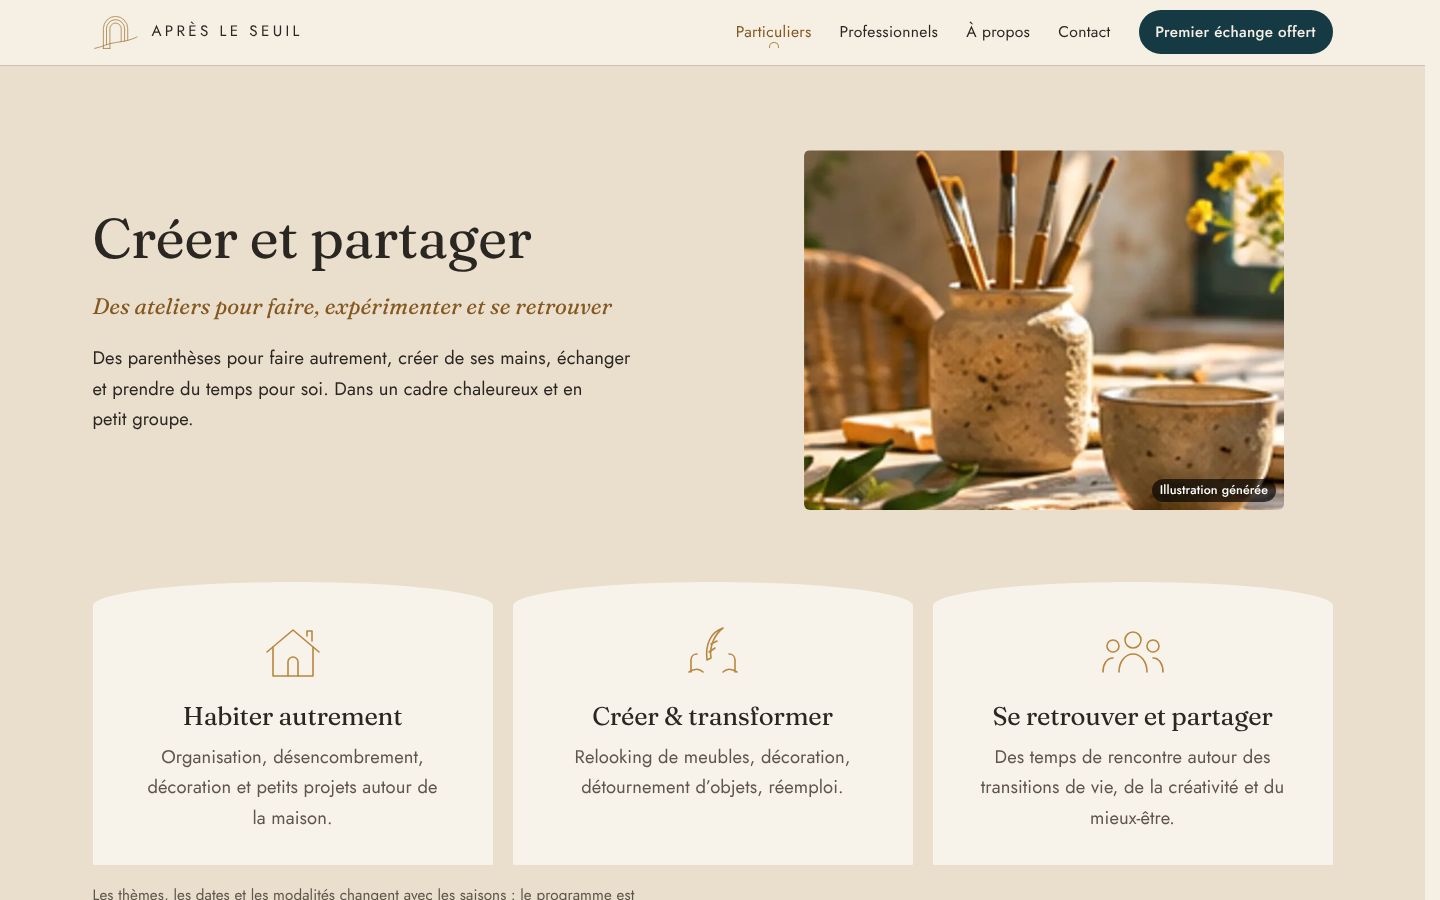 APRÈS LE SEUIL
Particuliers
Professionnels
À propos
Contact
Premier échange offert
Créer et partager
Des ateliers pour faire, expérimenter et se retrouver
Des parenthèses pour faire autrement, créer de ses mains, échanger
et prendre du temps pour soi. Dans un cadre chaleureux et en
petit groupe.
Illustration générée
Habiter autrement
Organisation, désencombrement,
décoration et petits projets autour de
la maison.
Créer & transformer
Relooking de meubles, décoration,
détournement d’objets, réemploi.
Se retrouver et partager
Des temps de rencontre autour des
transitions de vie, de la créativité et du
mieux-être.
Les thèmes, les dates et les modalités changent avec les saisons : le programme est